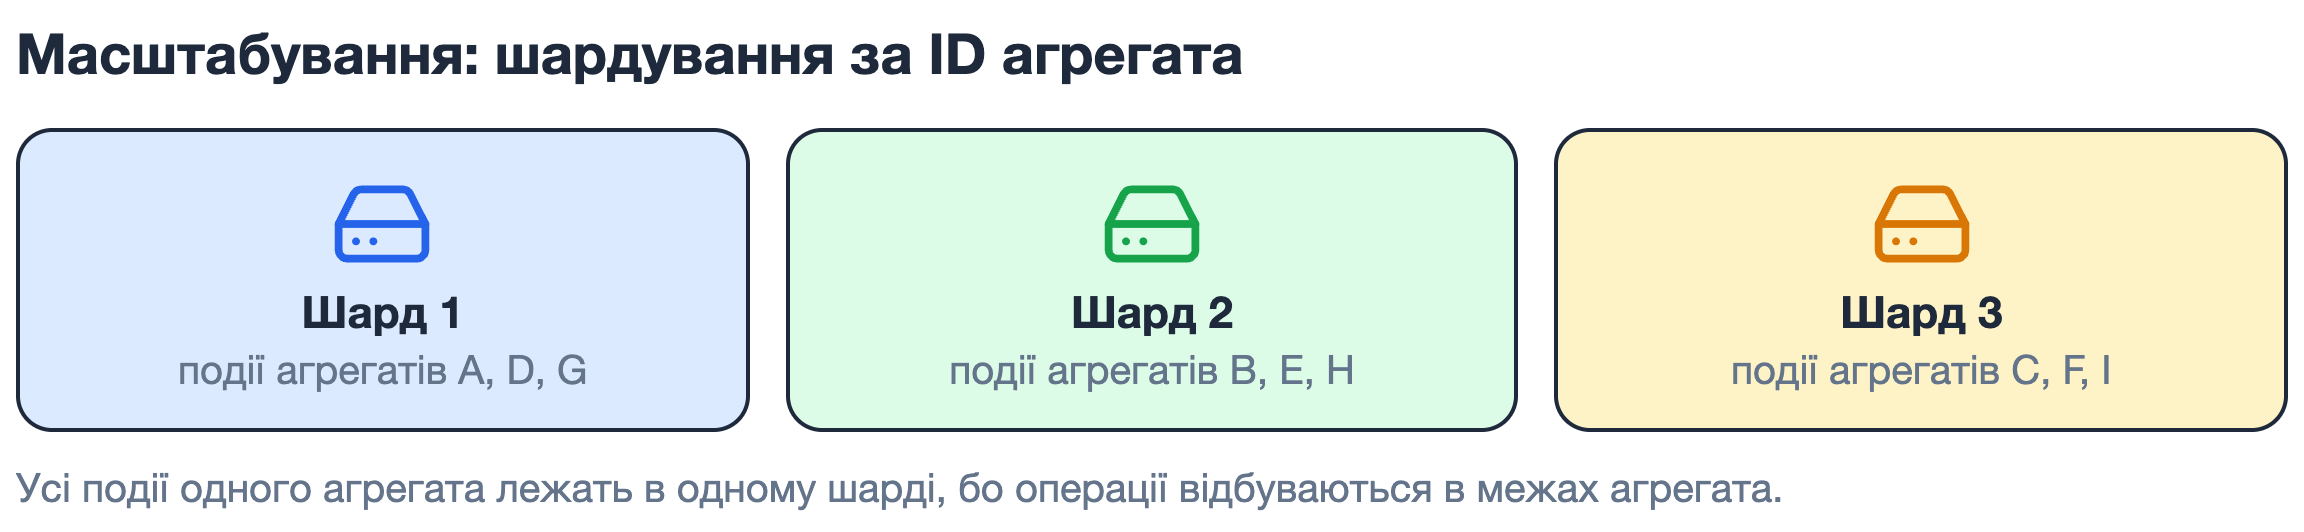 Масштабування: шардування за ID агрегата
Шард 1
події агрегатів A, D, G
Шард 2
події агрегатів B, E, H
Шард 3
події агрегатів C, F, I
Усі події одного агрегата лежать в одному шарді, бо операції відбуваються в межах агрегата.